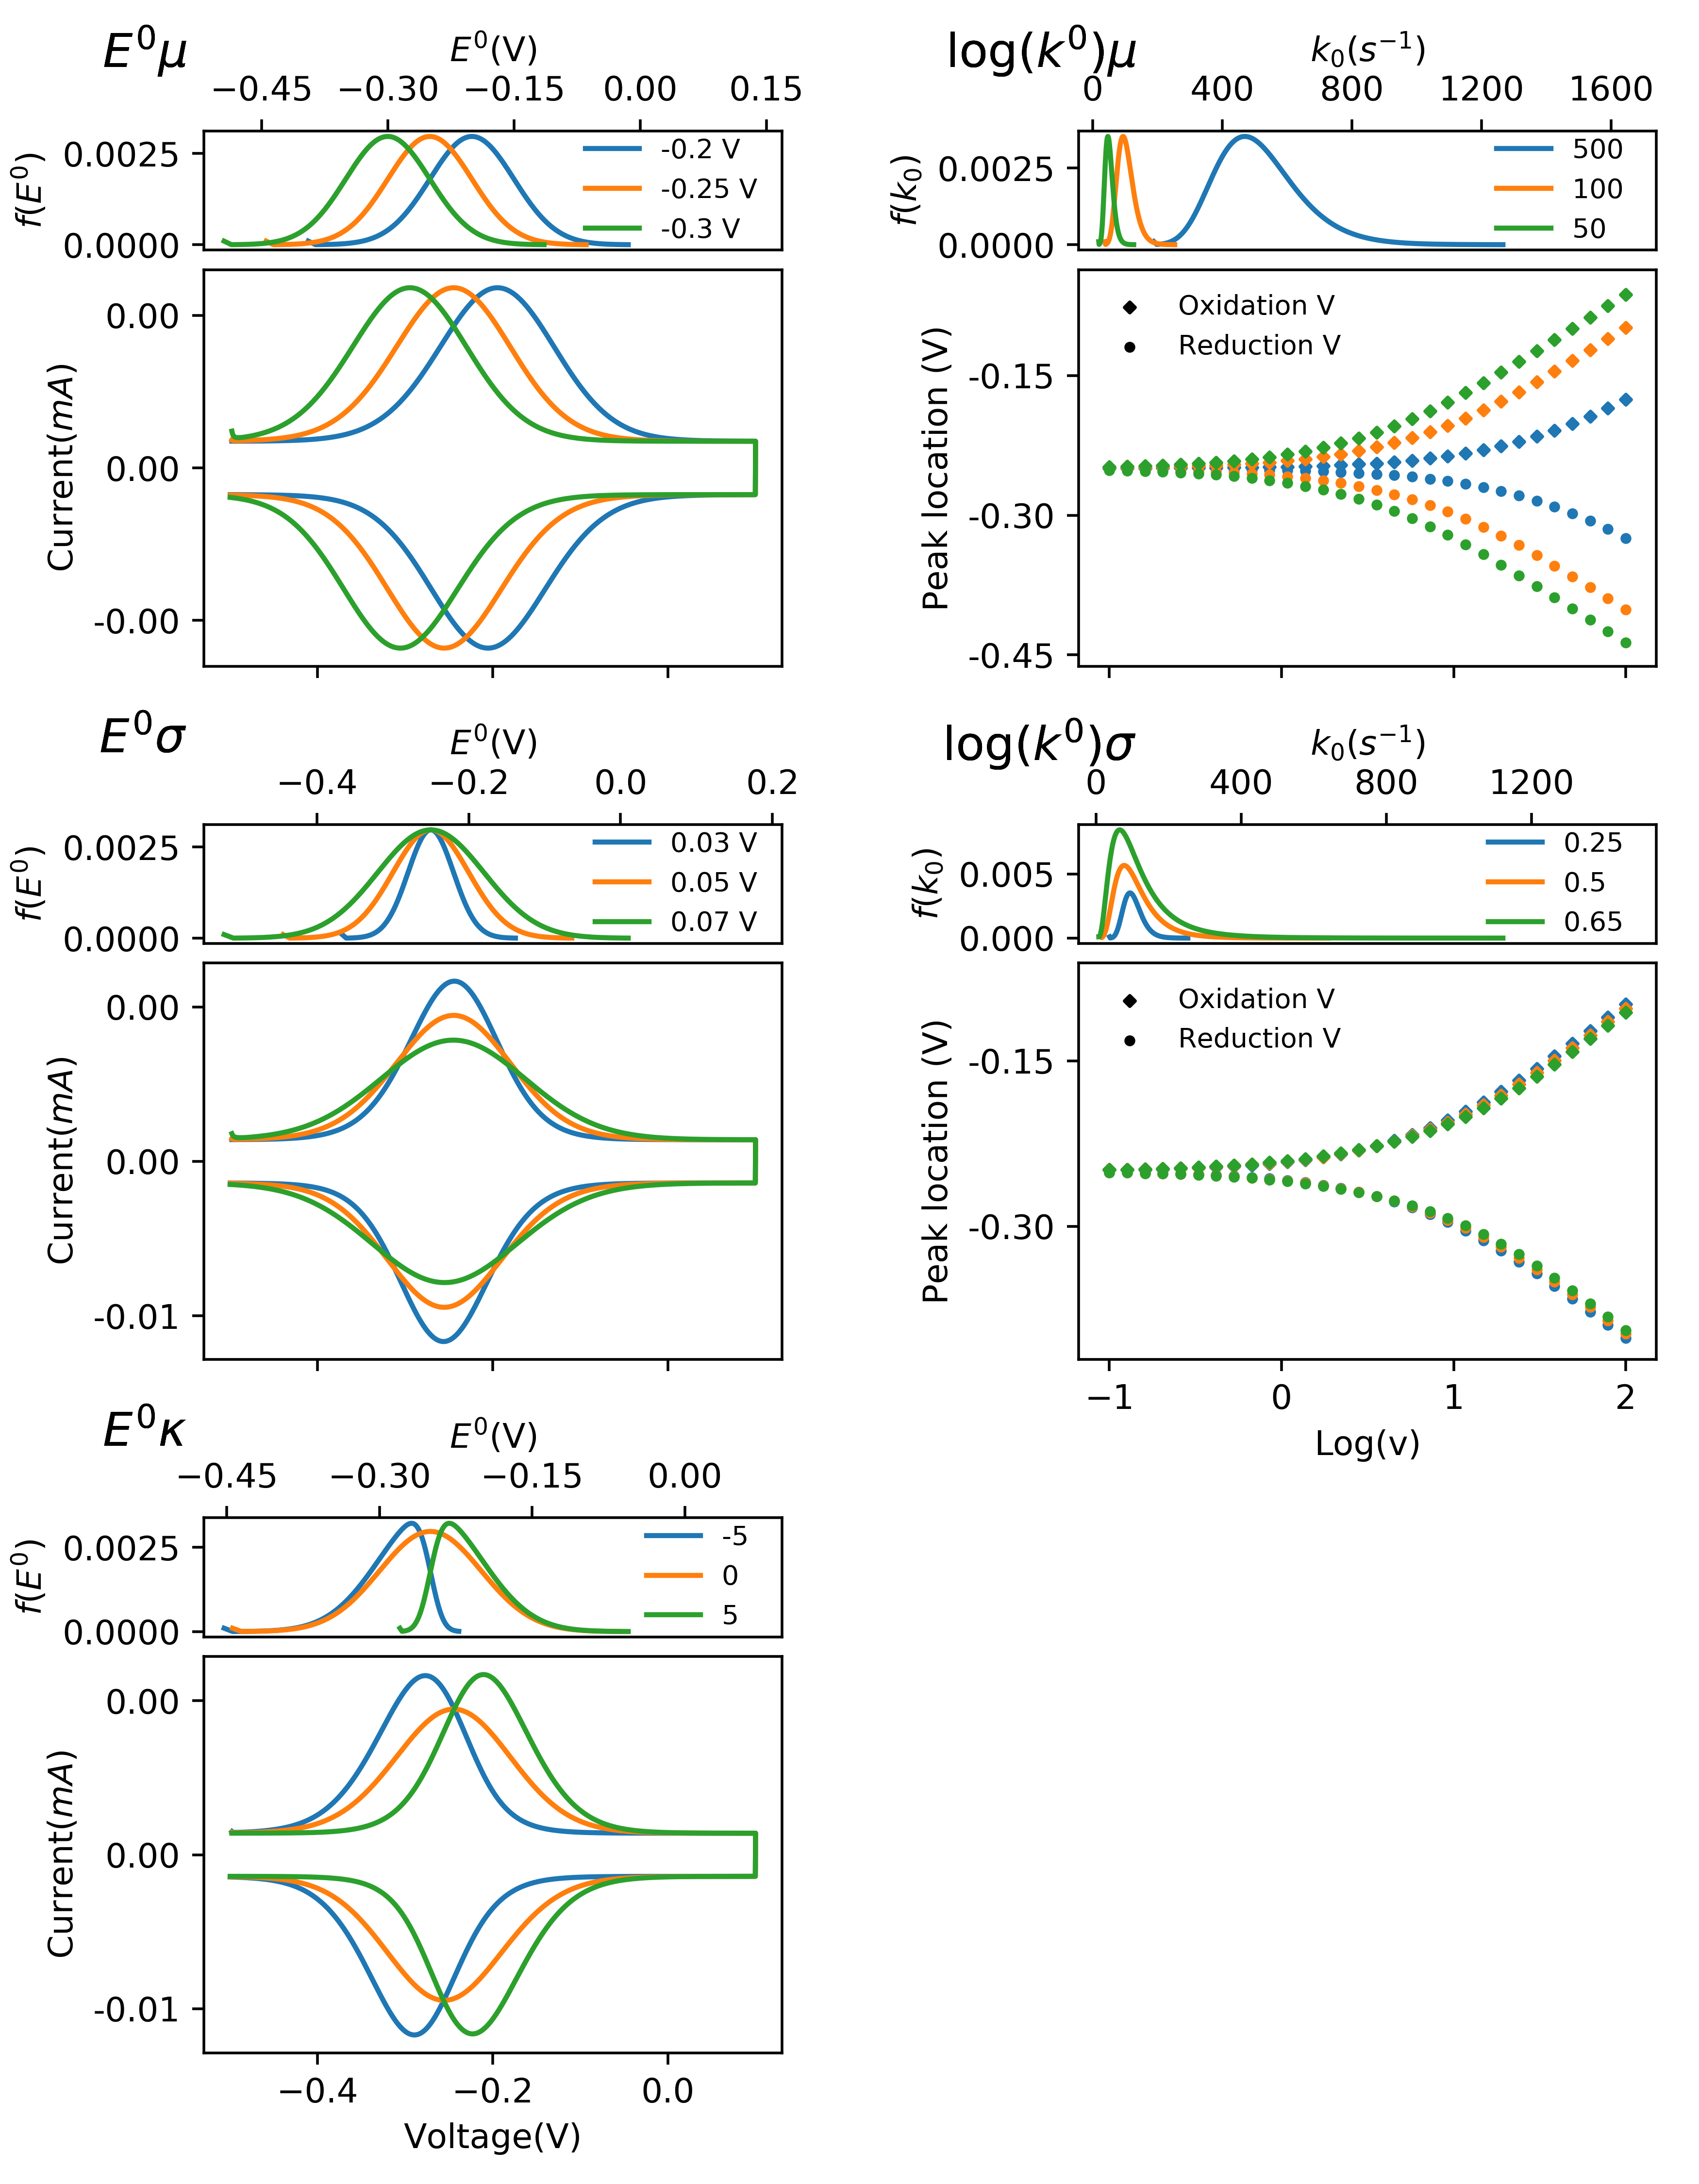 E⁰μ
E⁰(V)
−0.45 −0.30 −0.15 0.00 0.15
f(E⁰)
0.0025
0.0000
-0.2 V
-0.25 V
-0.3 V
Current(mA)
0.00
0.00
-0.00
log(k⁰)μ
k₀(s⁻¹)
0 400 800 1200 1600
f(k₀)
0.0025
0.0000
500
100
50
Peak location (V)
-0.15
-0.30
-0.45
Oxidation V
Reduction V
E⁰σ
E⁰(V)
−0.4 −0.2 0.0 0.2
f(E⁰)
0.0025
0.0000
0.03 V
0.05 V
0.07 V
Current(mA)
0.00
0.00
-0.01
log(k⁰)σ
k₀(s⁻¹)
0 400 800 1200
f(k₀)
0.005
0.000
0.25
0.5
0.65
Peak location (V)
-0.15
-0.30
Oxidation V
Reduction V
−1 0 1 2
Log(v)
E⁰κ
E⁰(V)
−0.45 −0.30 −0.15 0.00
f(E⁰)
0.0025
0.0000
-5
0
5
Current(mA)
0.00
0.00
-0.01
−0.4 −0.2 0.0
Voltage(V)